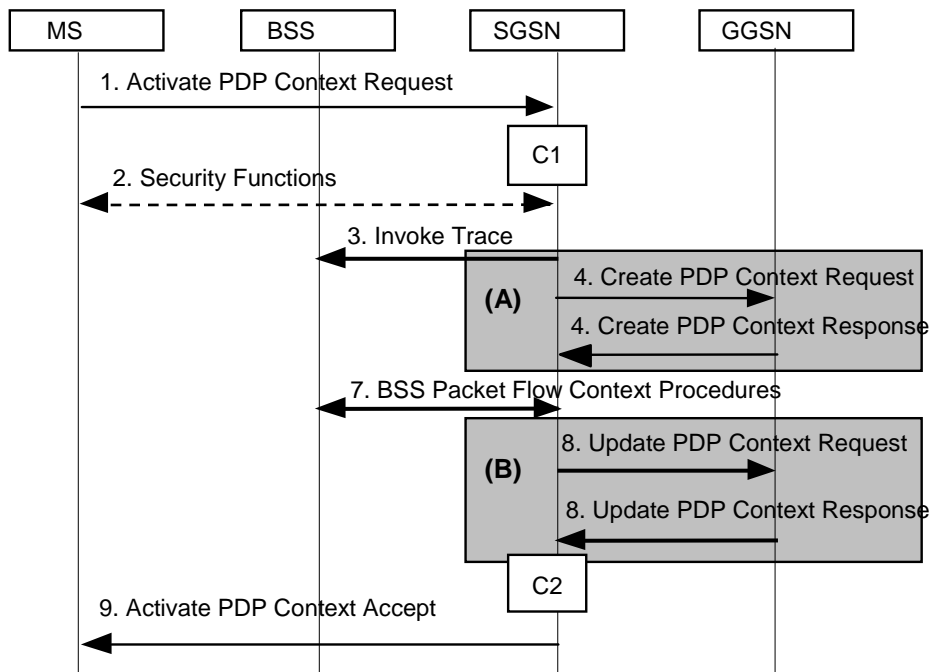 MS
BSS
SGSN
GGSN
1. Activate PDP Context Request
C1
2. Security Functions
3. Invoke Trace
(A)
4. Create PDP Context Request
4. Create PDP Context Response
7. BSS Packet Flow Context Procedures
(B)
8. Update PDP Context Request
8. Update PDP Context Response
C2
9. Activate PDP Context Accept